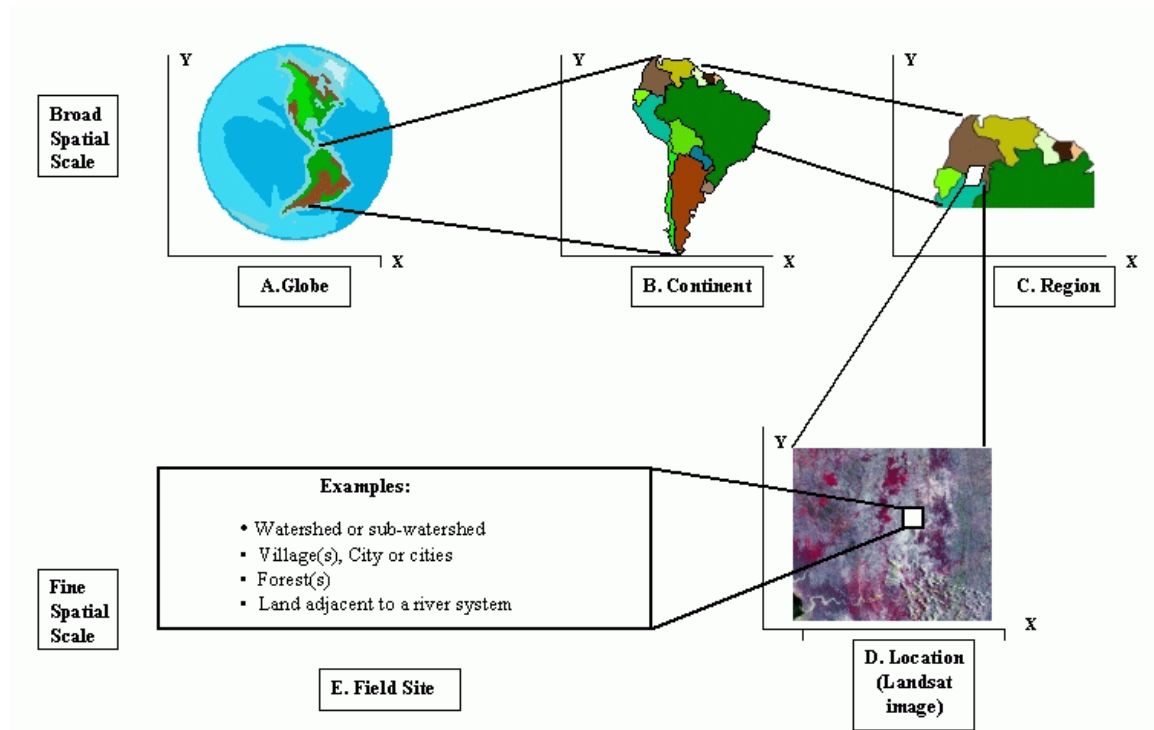 Broad
Spatial
Scale
Y
X
A.Globe
Y
X
B. Continent
Y
X
C. Region
Fine
Spatial
Scale
Examples:
• Watershed or sub-watershed
▪ Village(s), City or cities
▪ Forest(s)
▪ Land adjacent to a river system
E. Field Site
Y
X
D. Location
(Landsat
image)